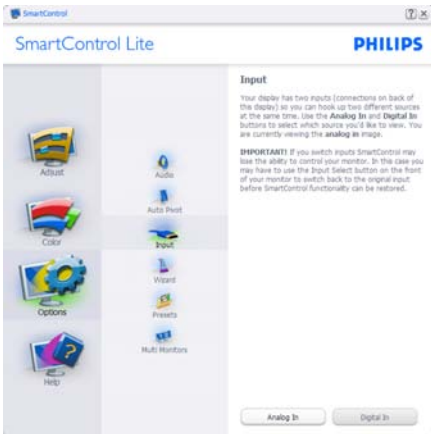 SmartControl
SmartControl Lite
PHILIPS
Adjust
Color
Options
Help
Audio
Auto Pivot
Input
Wizard
Presets
Multi Monitors
Input
Your display has two inputs (connections on back of
the display) so you can hook up two different sources
at the same time. Use the Analog In and Digital In
buttons to select which source you'd like to view. You
are currently viewing the analog in image.
IMPORTANT! If you switch inputs SmartControl may
lose the ability to control your monitor. In this case you
may have to use the Input Select button on the front
of your monitor to switch back to the original input
before SmartControl functionality can be restored.
Analog In
Digital In